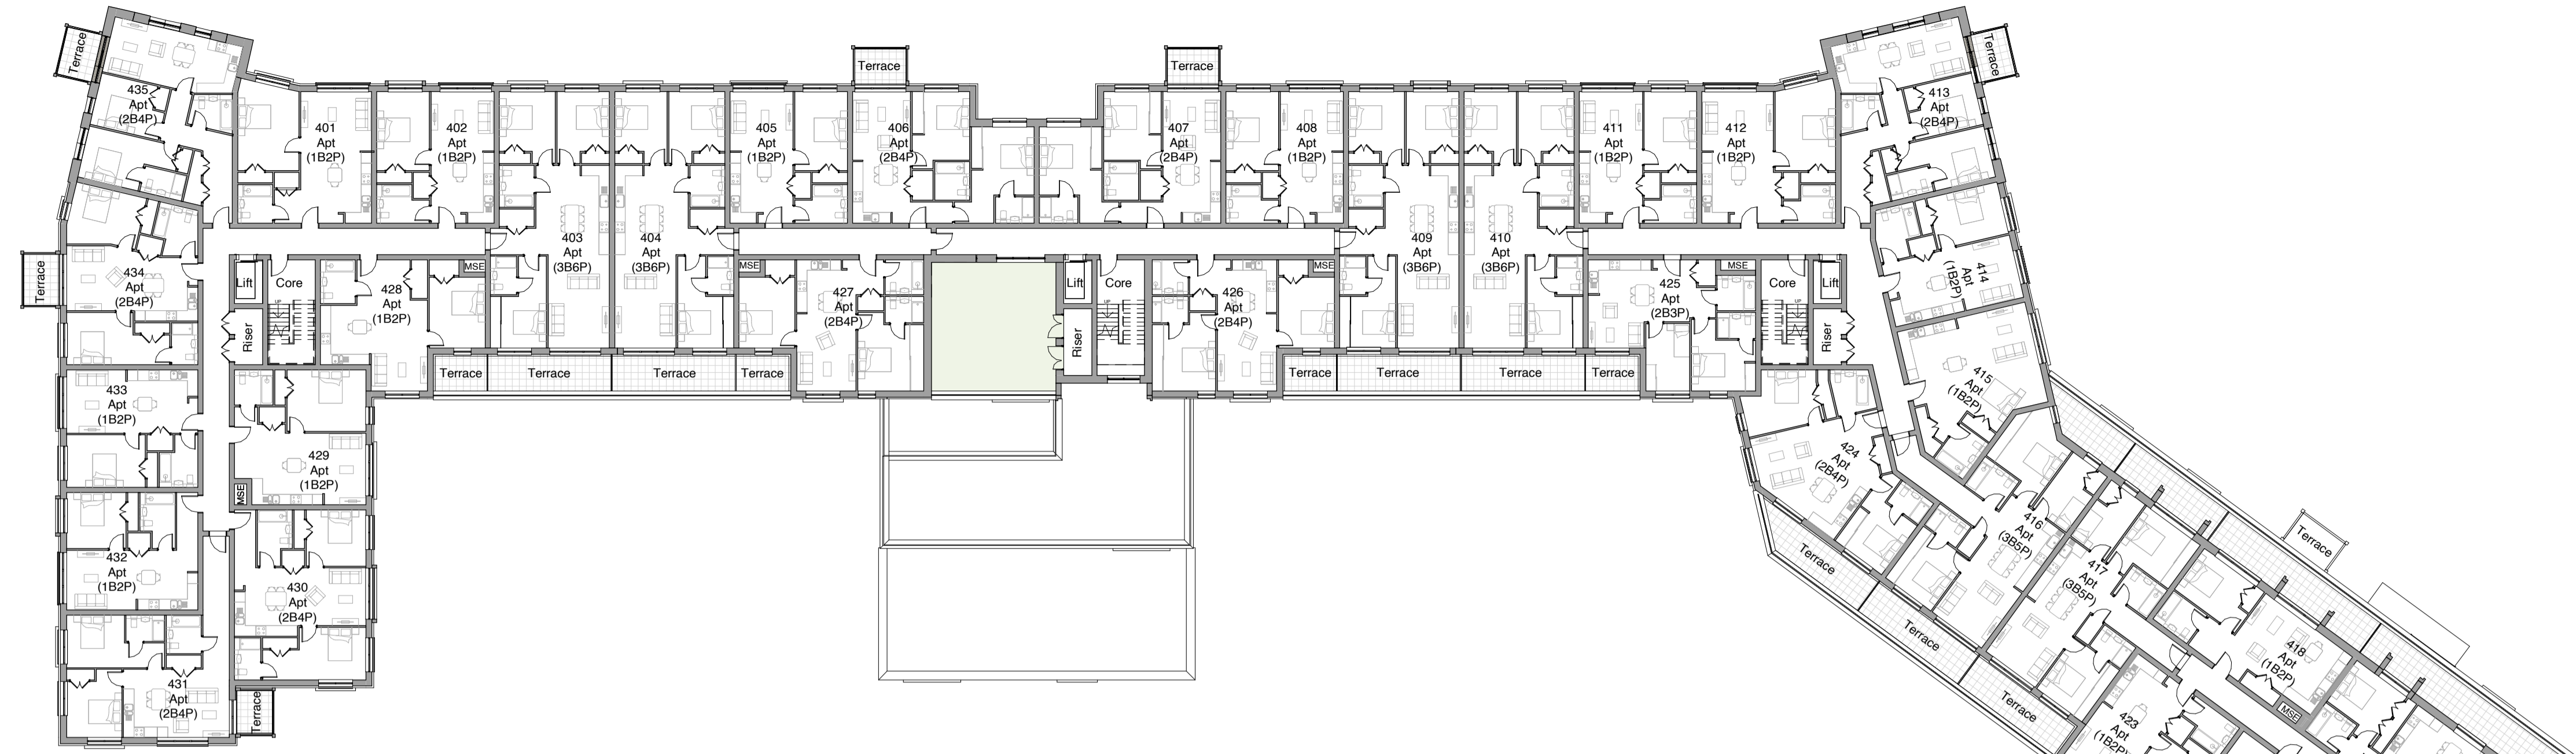 Terrace
435
Apt
(2B4P)
401
Apt
(1B2P)
402
Apt
(1B2P)
403
Apt
(3B6P)
404
Apt
(3B6P)
405
Apt
(1B2P)
Terrace
406
Apt
(2B4P)
Terrace
407
Apt
(2B4P)
408
Apt
(1B2P)
409
Apt
(3B6P)
410
Apt
(3B6P)
411
Apt
(1B2P)
412
Apt
(1B2P)
Terrace
413
Apt
(2B4P)
Terrace
434
Apt
(2B4P)
Lift
Core
UP
Riser
428
Apt
(1B2P)
MSE
MSE
427
Apt
(2B4P)
Lift
Core
UP
Riser
426
Apt
(2B4P)
MSE
425
Apt
(2B3P)
MSE
Core
UP
Lift
Riser
414
Apt
(1B2P)
Terrace
Terrace
Terrace
Terrace
Terrace
Terrace
Terrace
Terrace
433
Apt
(1B2P)
415
Apt
(1B2P)
429
Apt
(1B2P)
MSE
424
Apt
(2B4P)
432
Apt
(1B2P)
430
Apt
(2B4P)
416
Apt
(3B5P)
Terrace
Terrace
417
Apt
(3B5P)
Terrace
418
Apt
(1B2P)
431
Apt
(2B4P)
Terrace
Terrace
MSE
423
Apt
(1B2P)